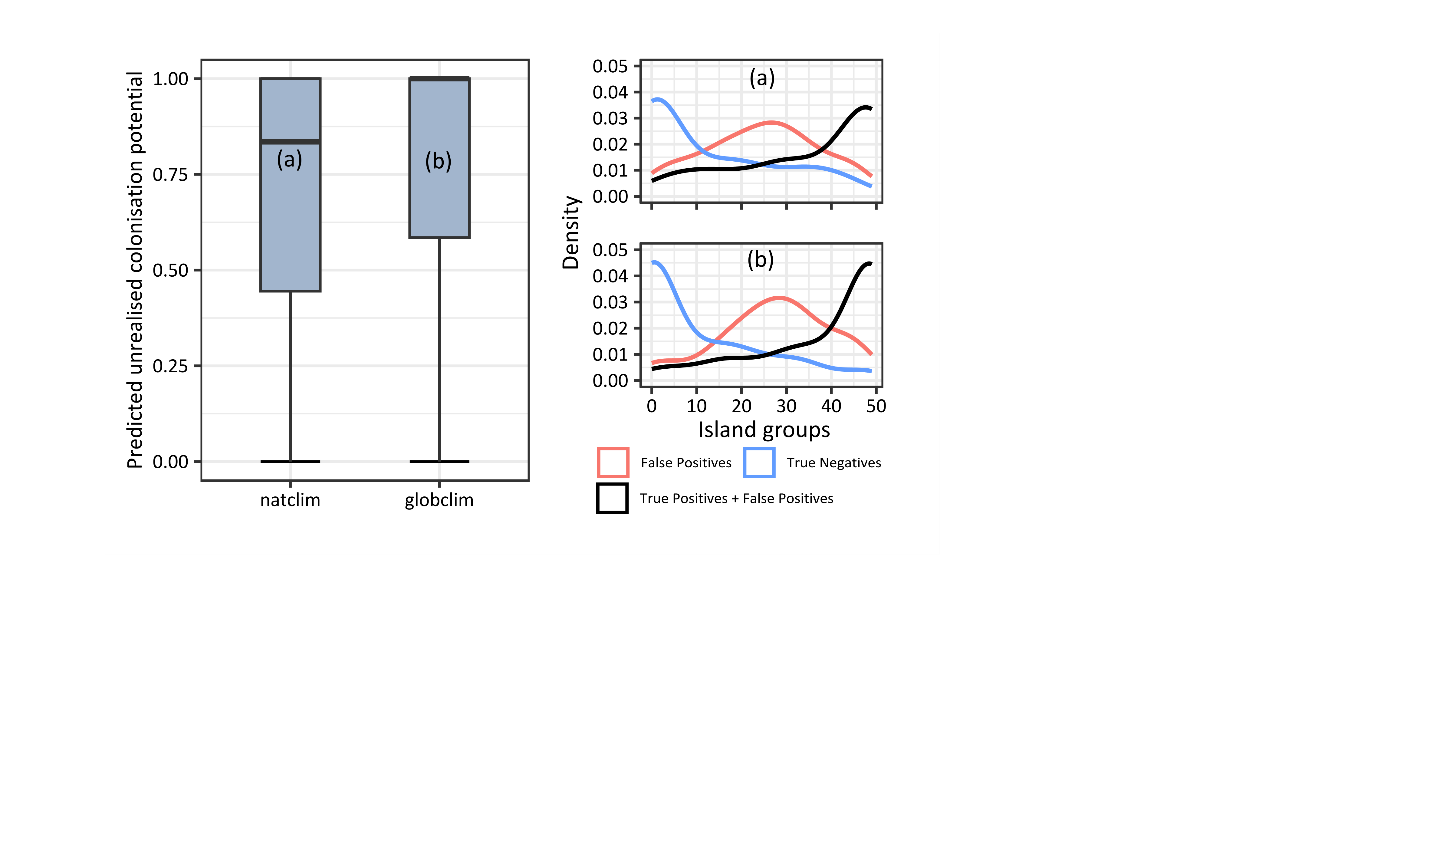 Predicted unrealised colonisation potential
1.00
0.75
0.50
0.25
0.00
(a)
(b)
natclim
globclim
Density
0.05
0.04
0.03
0.02
0.01
0.00
(a)
0.05
0.04
0.03
0.02
0.01
0.00
(b)
0 10 20 30 40 50
Island groups
False Positives
True Negatives
True Positives + False Positives